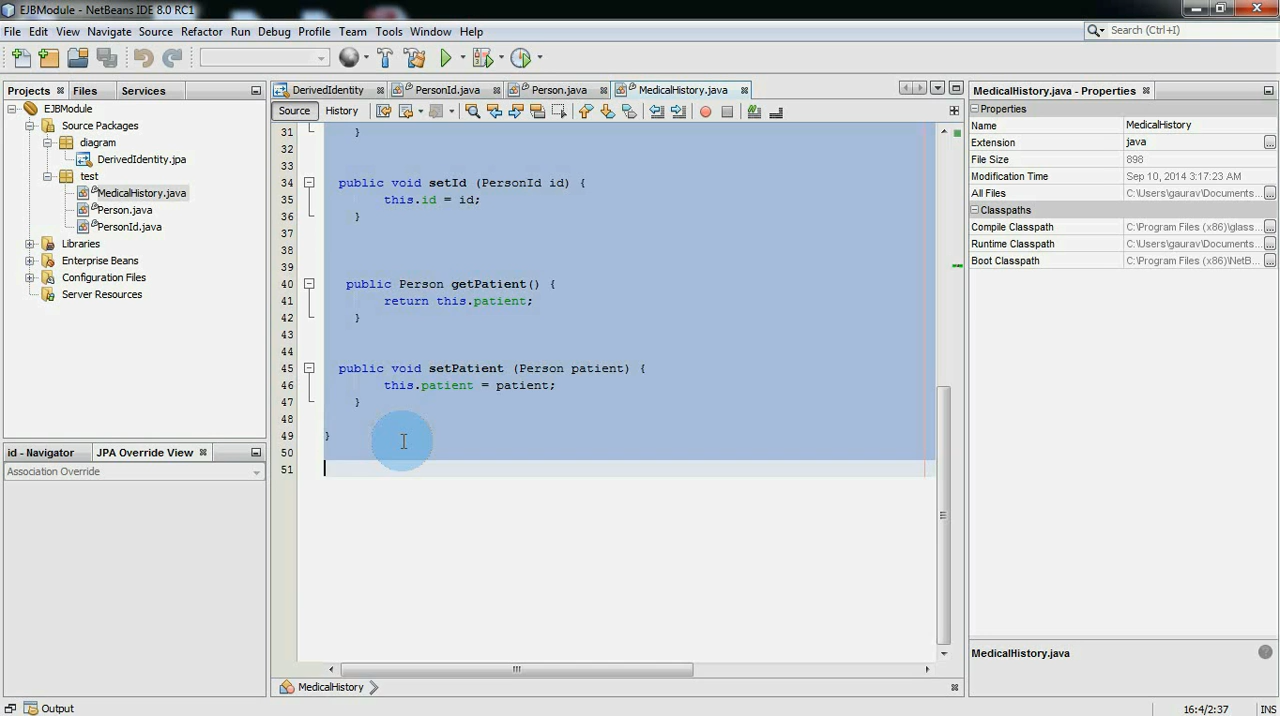 EJBModule - NetBeans IDE 8.0 RC1
File Edit View Navigate Source Refactor Run Debug Profile Team Tools Window Help
Search (Ctrl+I)
Projects Files Services
EJBModule
Source Packages
diagram
DerivedIdentity.jpa
test
MedicalHistory.java
Person.java
PersonId.java
Libraries
Enterprise Beans
Configuration Files
Server Resources
id - Navigator JPA Override View
Association Override
DerivedIdentity PersonId.java Person.java MedicalHistory.java
Source History
31 }
32
33
34 public void setId (PersonId id) {
35 this.id = id;
36 }
37
38
39
40 public Person getPatient() {
41 return this.patient;
42 }
43
44
45 public void setPatient (Person patient) {
46 this.patient = patient;
47 }
48
49 }
50
51
MedicalHistory
MedicalHistory.java - Properties
Properties
Name MedicalHistory
Extension java
File Size 898
Modification Time Sep 10, 2014 3:17:23 AM
All Files C:\Users\gaurav\Documents...
Classpaths
Compile Classpath C:\Program Files (x86)\glass...
Runtime Classpath C:\Users\gaurav\Documents...
Boot Classpath C:\Program Files (x86)\NetB...
MedicalHistory.java
Output
16:4/2:37 INS